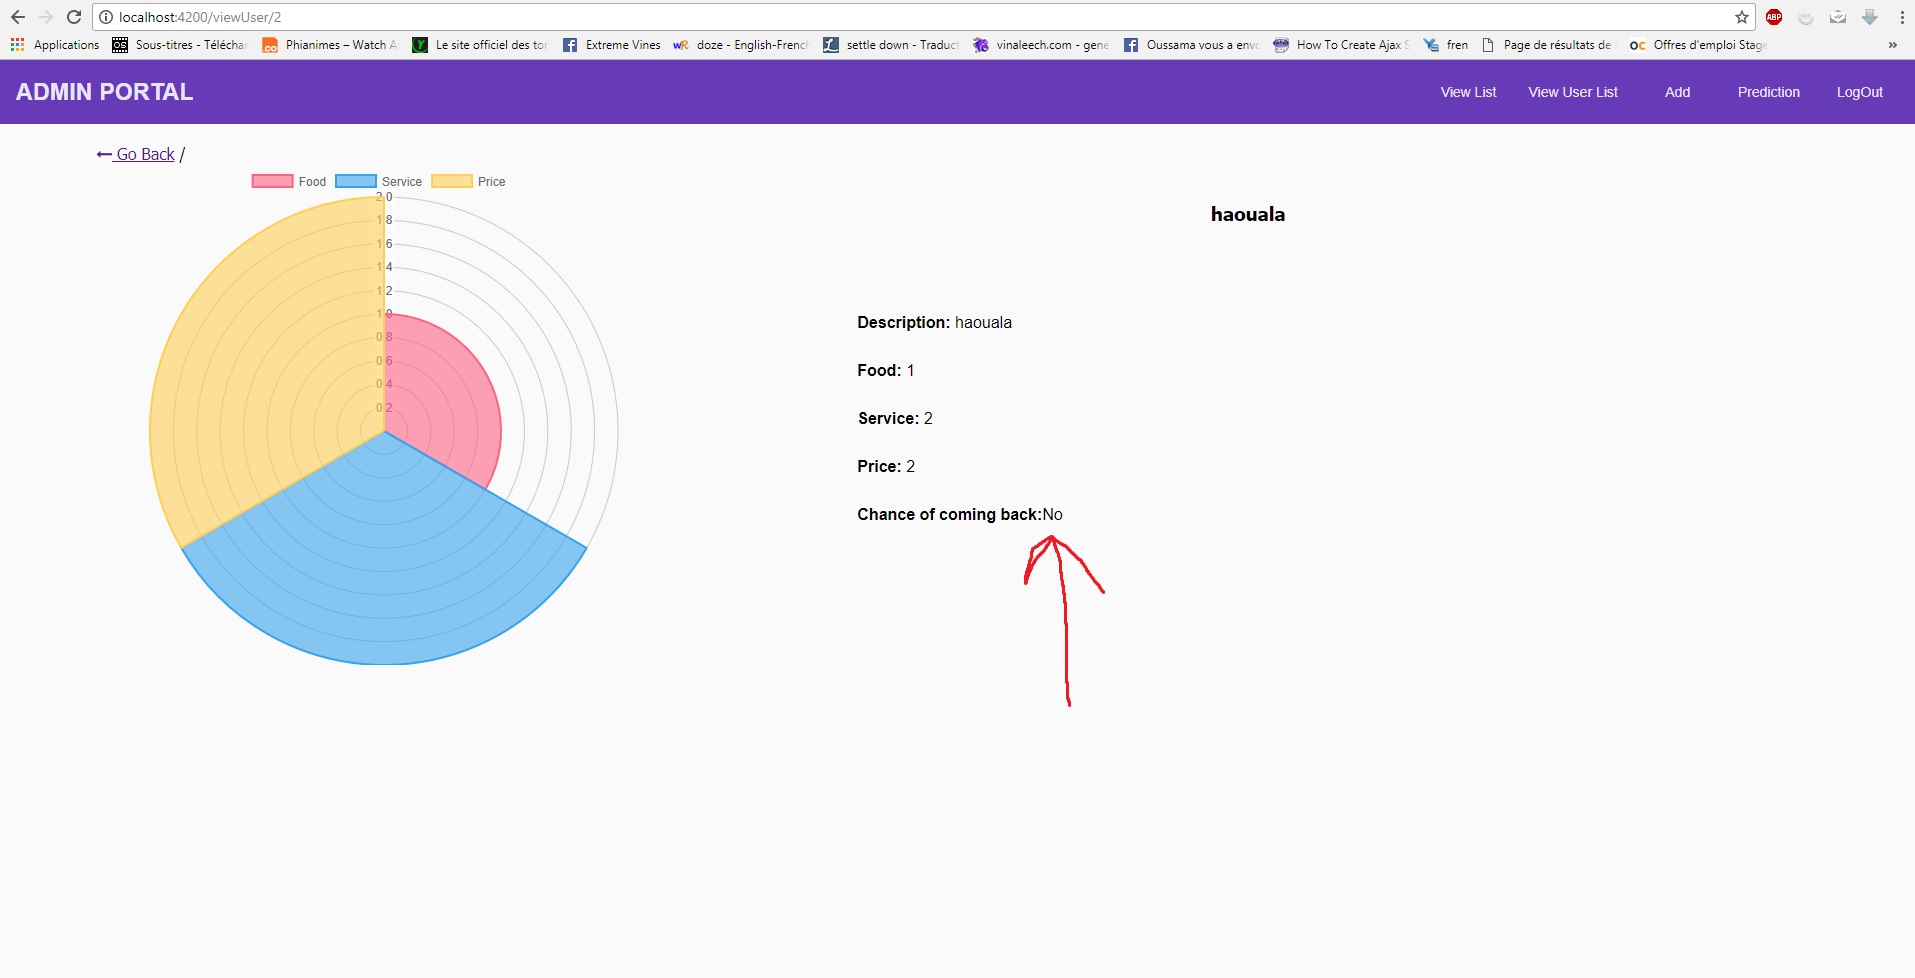 localhost:4200/viewUser/2
Applications Sous-titres - Téléchar Phianimes – Watch A Le site officiel des tor Extreme Vines doze - English-Frenc settle down - Traduct vinaleech.com - gene Oussama vous a envo How To Create Ajax S fren Page de résultats de Offres d'emploi Stage »
ADMIN PORTAL View List View User List Add Prediction LogOut
Go Back /
Food Service Price
2.0
1.8
1.6
1.4
1.2
1.0
0.8
0.6
0.4
0.2
haouala
Description: haouala
Food: 1
Service: 2
Price: 2
Chance of coming back:No